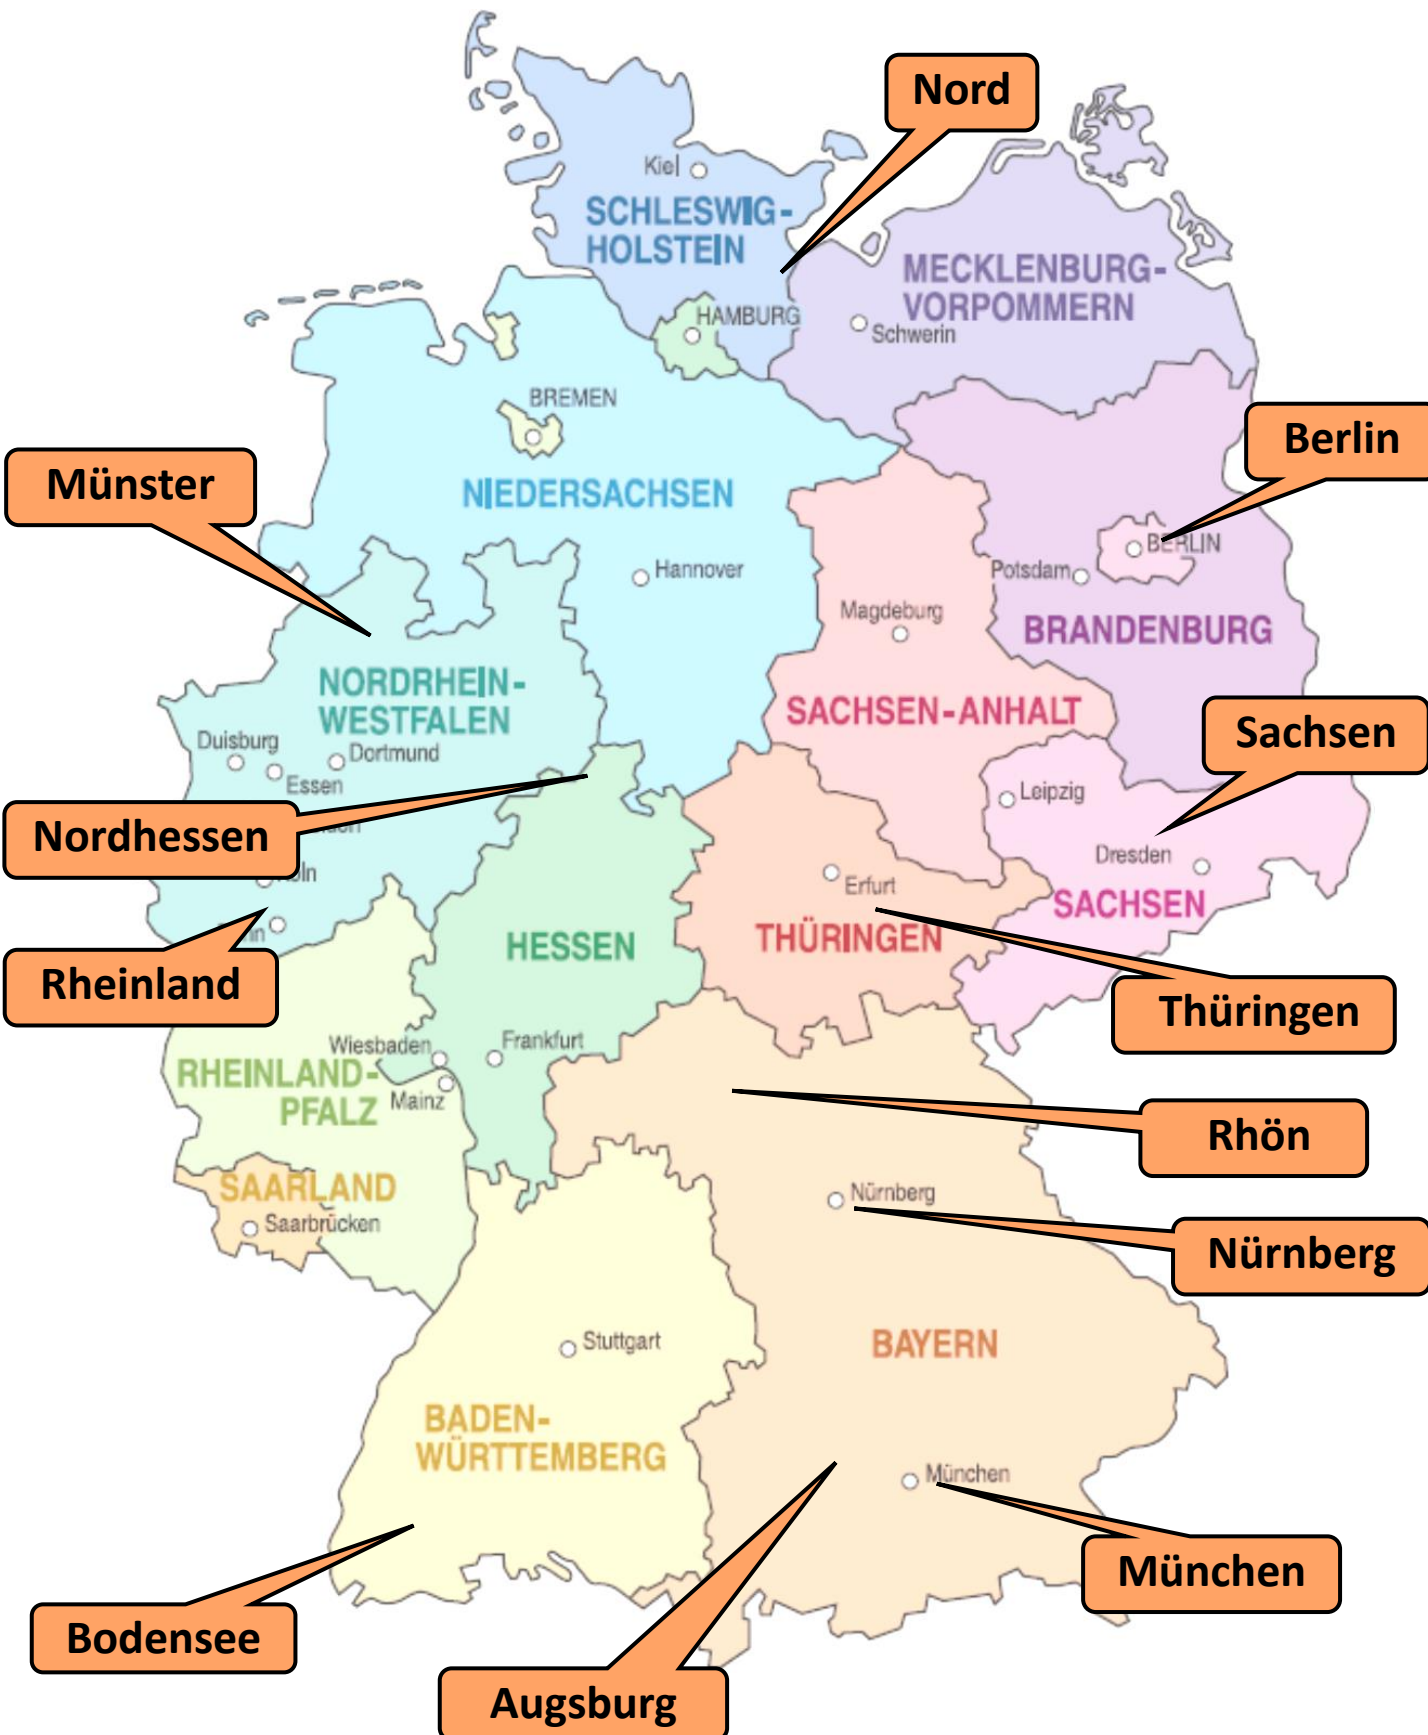 Nord
Kiel
SCHLESWIG-
HOLSTEIN
MECKLENBURG-
VORPOMMERN
HAMBURG
Schwerin
BREMEN
Berlin
Münster
NIEDERSACHSEN
BERLIN
Hannover
Potsdam
Magdeburg
BRANDENBURG
NORDRHEIN-
WESTFALEN
SACHSEN-ANHALT
Sachsen
Duisburg
Dortmund
Essen
Leipzig
Nordhessen
Dresden
Erfurt
SACHSEN
THÜRINGEN
HESSEN
Rheinland
Thüringen
Wiesbaden
Frankfurt
RHEINLAND-
PFALZ
Mainz
Rhön
SAARLAND
Saarbrücken
Nürnberg
Nürnberg
Stuttgart
BAYERN
BADEN-
WÜRTTEMBERG
München
München
Bodensee
Augsburg